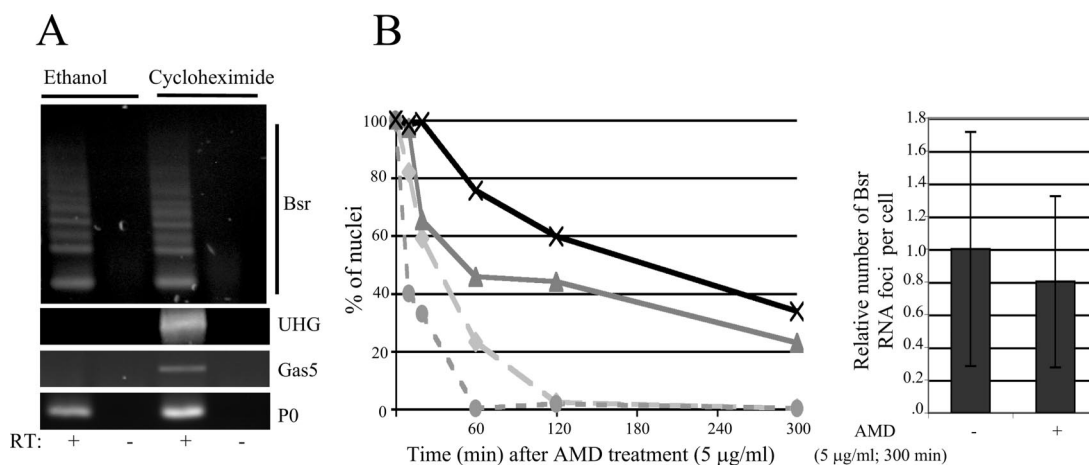 A
Ethanol Cycloheximide
Bsr
UHG
Gas5
P0
RT: + - + -
B
% of nuclei
100
80
60
40
20
0
0 60 120 180 240 300
Time (min) after AMD treatment (5 µg/ml)
Relative number of Bsr
RNA foci per cell
1.8
1.6
1.4
1.2
1.0
0.8
0.6
0.4
0.2
.0
AMD - +
(5 µg/ml; 300 min)